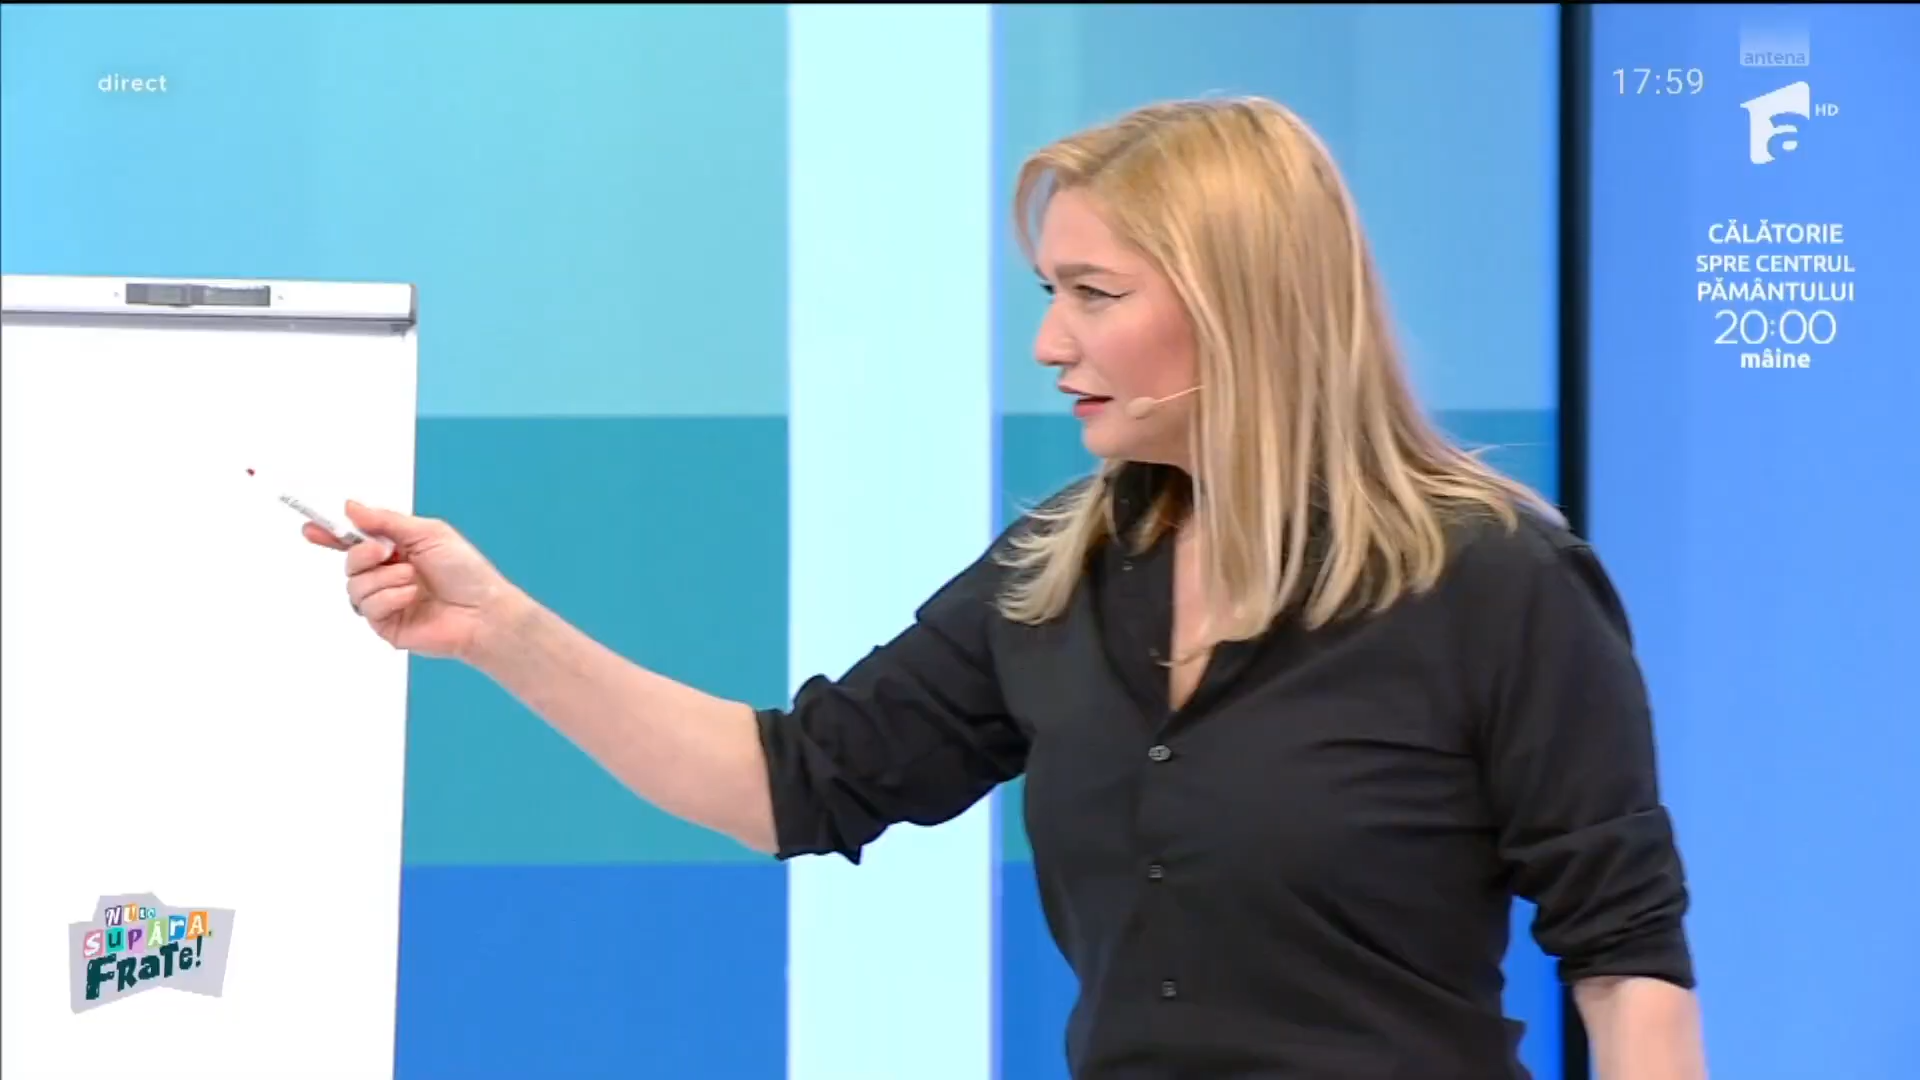 direct
17:59
antena
a HD
CĂLĂTORIE
SPRE CENTRUL
PĂMÂNTULUI
20:00
mâine
NU TE
SUPĂRA,
FRATE!